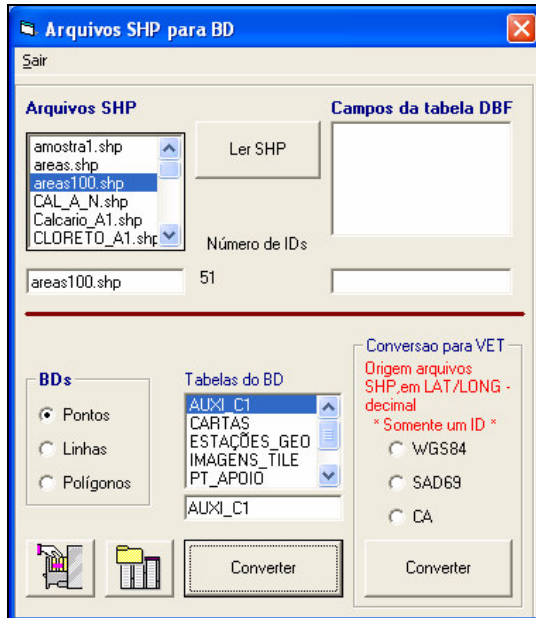 Arquivos SHP para BD
Sair
Arquivos SHP
Campos da tabela DBF
amostra1.shp
areas.shp
areas100.shp
CAL_A_N.shp
Calcario_A1.shp
CLORETO_A1.shp
Ler SHP
Número de IDs
areas100.shp
51
BDs
Pontos
Linhas
Polígonos
Tabelas do BD
AUXI_C1
CARTAS
ESTAÇÕES_GEO
IMAGENS_TILE
PT_APOIO
AUXI_C1
Converter
Conversao para VET
Origem arquivos
SHP,em LAT/LONG -
decimal
* Somente um ID *
WGS84
SAD69
CA
Converter